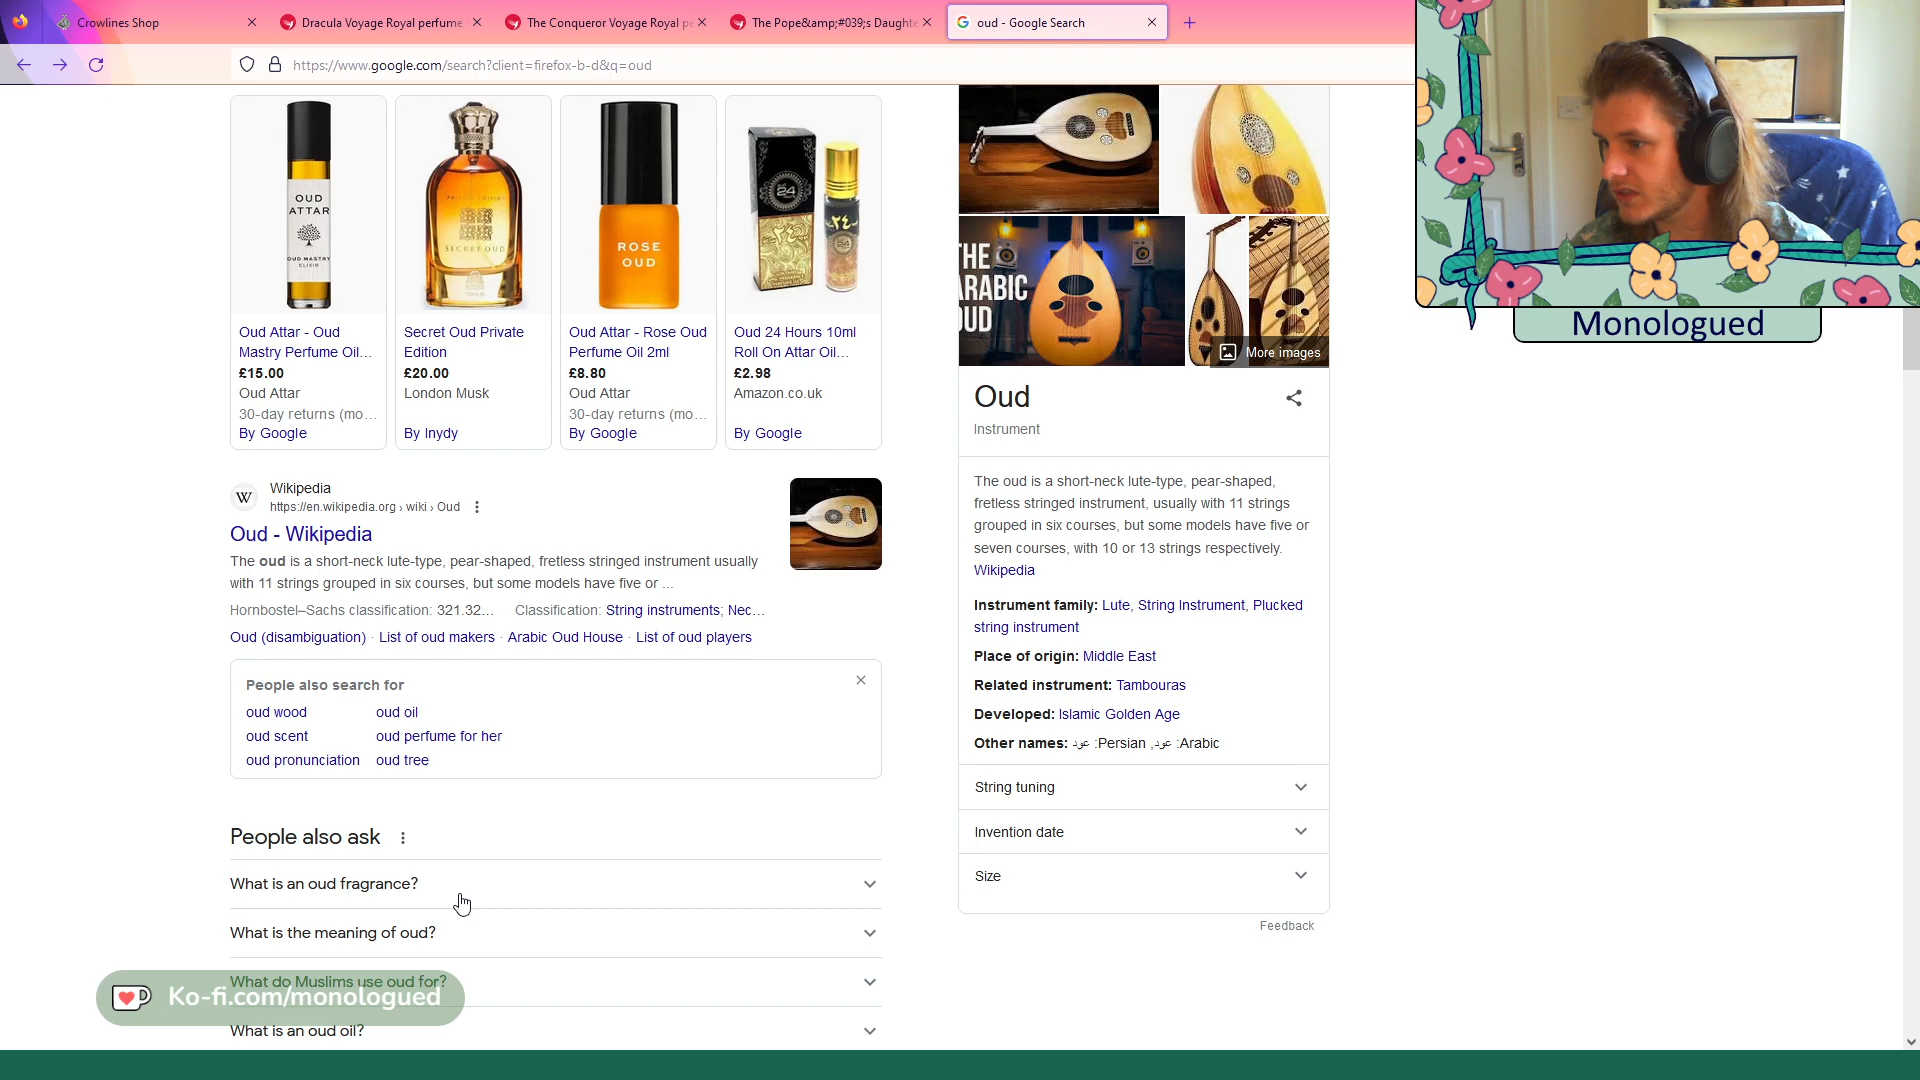 Crowlines Shop
Dracula Voyage Royal perfume
The Conqueror Voyage Royal pe
The Pope&amp;#039;s Daughte
oud - Google Search
https://www.google.com/search?client=firefox-b-d&q=oud
OUD
ATTAR
OUD MASTRY
ELIXIR
SECRET OUD
ROSE
OUD
24
Oud Attar - Oud
Mastry Perfume Oil...
£15.00
Oud Attar
30-day returns (mo...
By Google
Secret Oud Private
Edition
£20.00
London Musk
By Inydy
Oud Attar - Rose Oud
Perfume Oil 2ml
£8.80
Oud Attar
30-day returns (mo...
By Google
Oud 24 Hours 10ml
Roll On Attar Oil...
£2.98
Amazon.co.uk
By Google
W
Wikipedia
https://en.wikipedia.org › wiki › Oud
Oud - Wikipedia
The oud is a short-neck lute-type, pear-shaped, fretless stringed instrument usually
with 11 strings grouped in six courses, but some models have five or ...
Hornbostel–Sachs classification: 321.32... Classification: String instruments; Nec...
Oud (disambiguation) · List of oud makers · Arabic Oud House · List of oud players
People also search for
oud wood
oud oil
oud scent
oud perfume for her
oud pronunciation
oud tree
People also ask
What is an oud fragrance?
What is the meaning of oud?
What do Muslims use oud for?
What is an oud oil?
Ko-fi.com/monologued
THE
ARABIC
OUD
More images
Oud
Instrument
The oud is a short-neck lute-type, pear-shaped,
fretless stringed instrument, usually with 11 strings
grouped in six courses, but some models have five or
seven courses, with 10 or 13 strings respectively.
Wikipedia
Instrument family: Lute, String Instrument, Plucked
string instrument
Place of origin: Middle East
Related instrument: Tambouras
Developed: Islamic Golden Age
Other names: عود :Persian ,عود :Arabic
String tuning
Invention date
Size
Feedback
Monologued